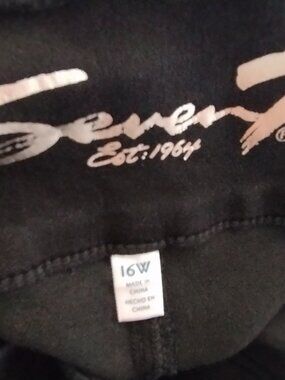 Seven7®
Est: 1964
16W
MADE IN
CHINA
HECHO EN
CHINA